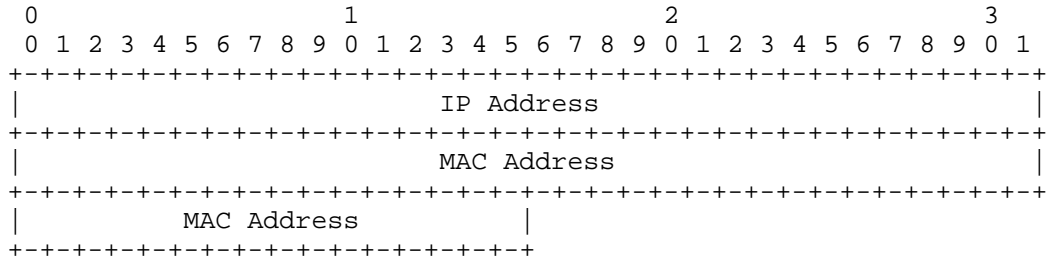 0                   1                   2                   3
 0 1 2 3 4 5 6 7 8 9 0 1 2 3 4 5 6 7 8 9 0 1 2 3 4 5 6 7 8 9 0 1
+-+-+-+-+-+-+-+-+-+-+-+-+-+-+-+-+-+-+-+-+-+-+-+-+-+-+-+-+-+-+-+-+
|                          IP Address                           |
+-+-+-+-+-+-+-+-+-+-+-+-+-+-+-+-+-+-+-+-+-+-+-+-+-+-+-+-+-+-+-+-+
|                          MAC Address                          |
+-+-+-+-+-+-+-+-+-+-+-+-+-+-+-+-+-+-+-+-+-+-+-+-+-+-+-+-+-+-+-+-+
|          MAC Address          |
+-+-+-+-+-+-+-+-+-+-+-+-+-+-+-+-+